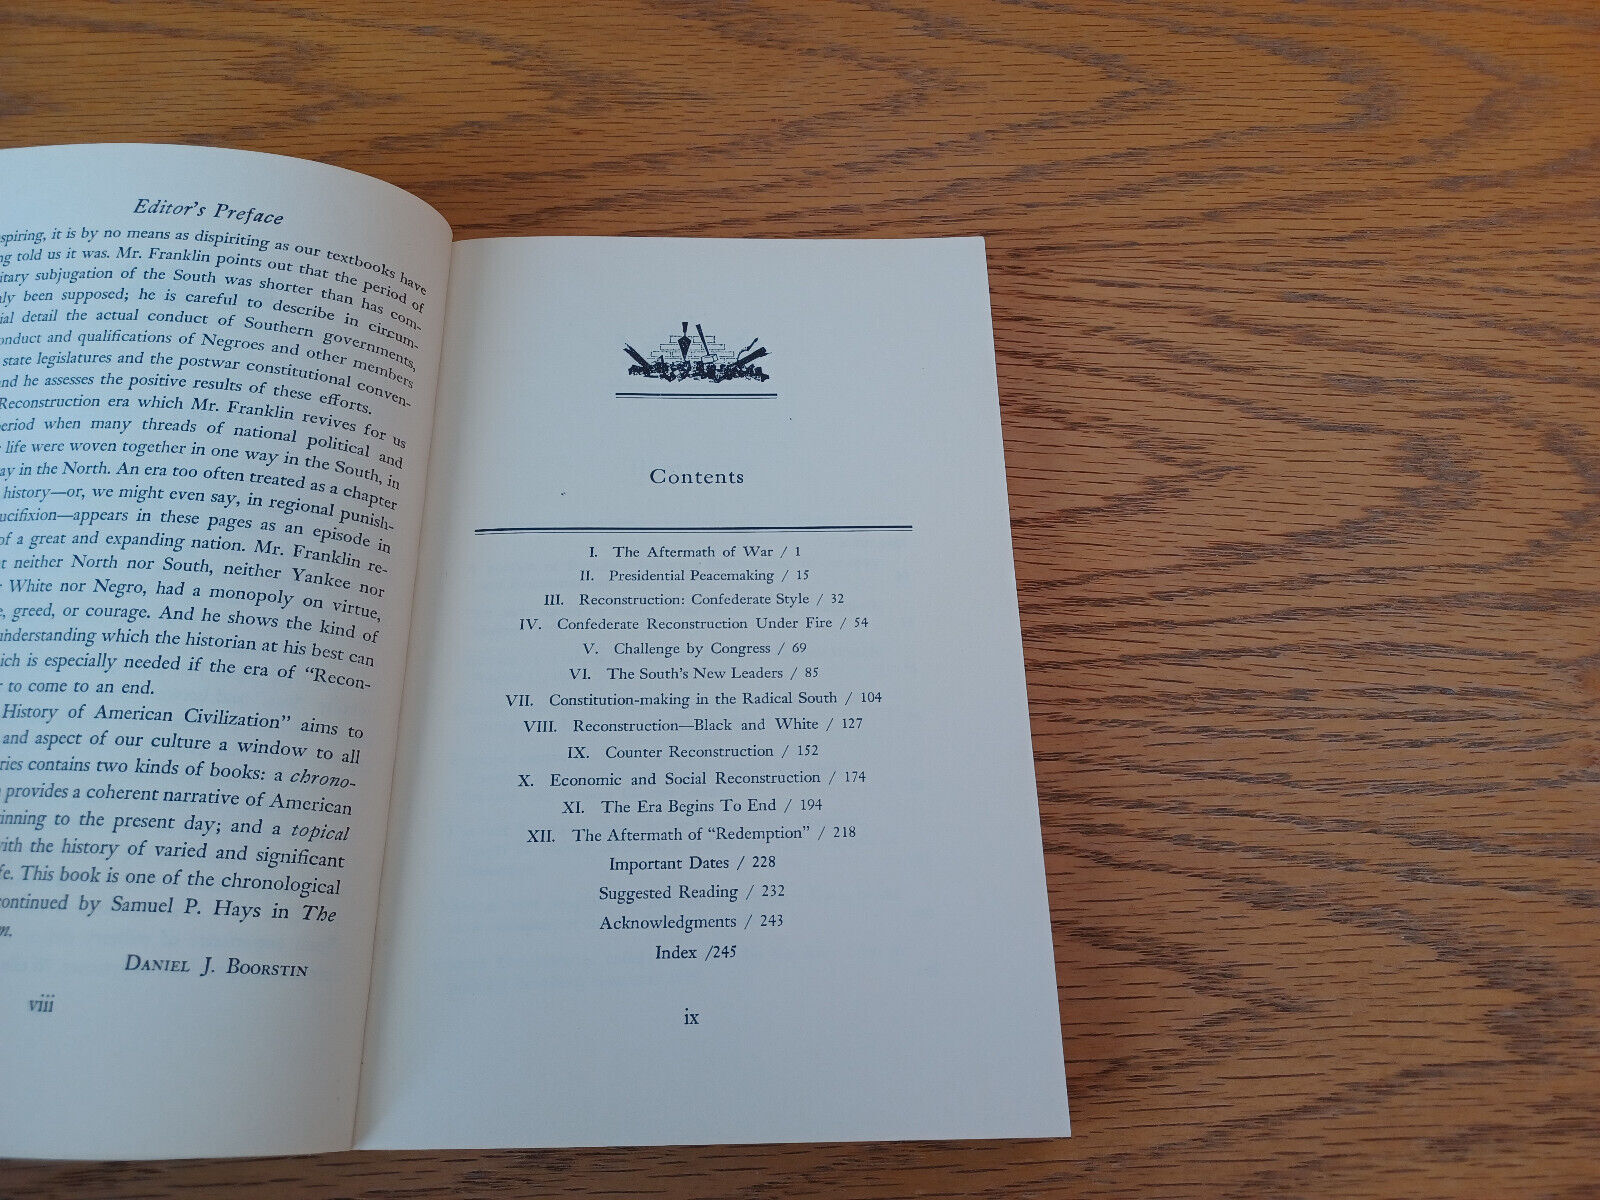 Editor's Preface
spiring, it is by no means as dispiriting as our textbooks have
told us it was. Mr. Franklin points out that the period of
itary subjugation of the South was shorter than has com-
ly been supposed; he is careful to describe in circum-
ial detail the actual conduct of Southern governments,
onduct and qualifications of Negroes and other members
state legislatures and the postwar constitutional conven-
nd he assesses the positive results of these efforts.
Reconstruction era which Mr. Franklin revives for us
eriod when many threads of national political and
life were woven together in one way in the South, in
ay in the North. An era too often treated as a chapter
history—or, we might even say, in regional punish-
ucifixion—appears in these pages as an episode in
of a great and expanding nation. Mr. Franklin re-
t neither North nor South, neither Yankee nor
White nor Negro, had a monopoly on virtue,
e, greed, or courage. And he shows the kind of
understanding which the historian at his best can
ich is especially needed if the era of "Recon-
to come to an end.
History of American Civilization" aims to
and aspect of our culture a window to all
ries contains two kinds of books: a chrono-
provides a coherent narrative of American
inning to the present day; and a topical
with the history of varied and significant
fe. This book is one of the chronological
continued by Samuel P. Hays in The
m.
DANIEL J. BOORSTIN
viii
Contents
I. The Aftermath of War / 1
II. Presidential Peacemaking / 15
III. Reconstruction: Confederate Style / 32
IV. Confederate Reconstruction Under Fire / 54
V. Challenge by Congress / 69
VI. The South's New Leaders / 85
VII. Constitution-making in the Radical South / 104
VIII. Reconstruction—Black and White / 127
IX. Counter Reconstruction / 152
X. Economic and Social Reconstruction / 174
XI. The Era Begins To End / 194
XII. The Aftermath of "Redemption" / 218
Important Dates / 228
Suggested Reading / 232
Acknowledgments / 243
Index /245
ix